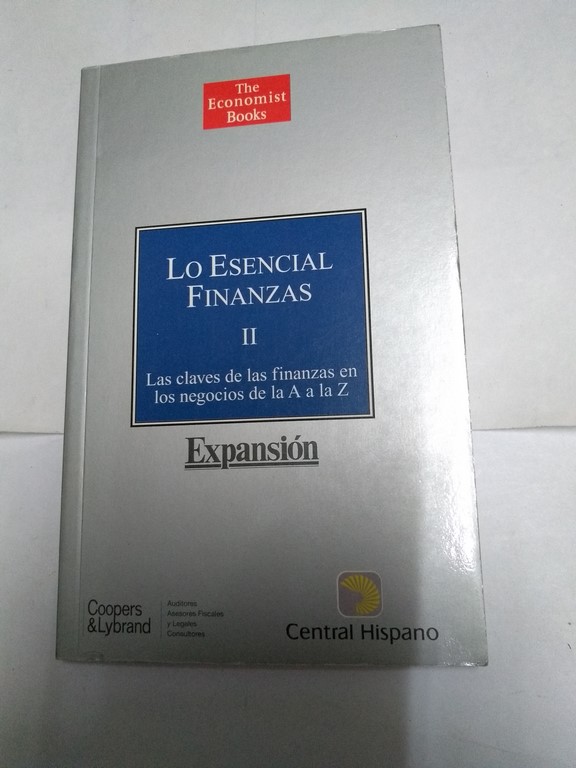 The
Economist
Books
LO ESENCIAL
FINANZAS
II
Las claves de las finanzas en
los negocios de la A a la Z
Expansión
Coopers
&Lybrand
Auditores
Asesores Fiscales
y Legales
Consultores
Central Hispano